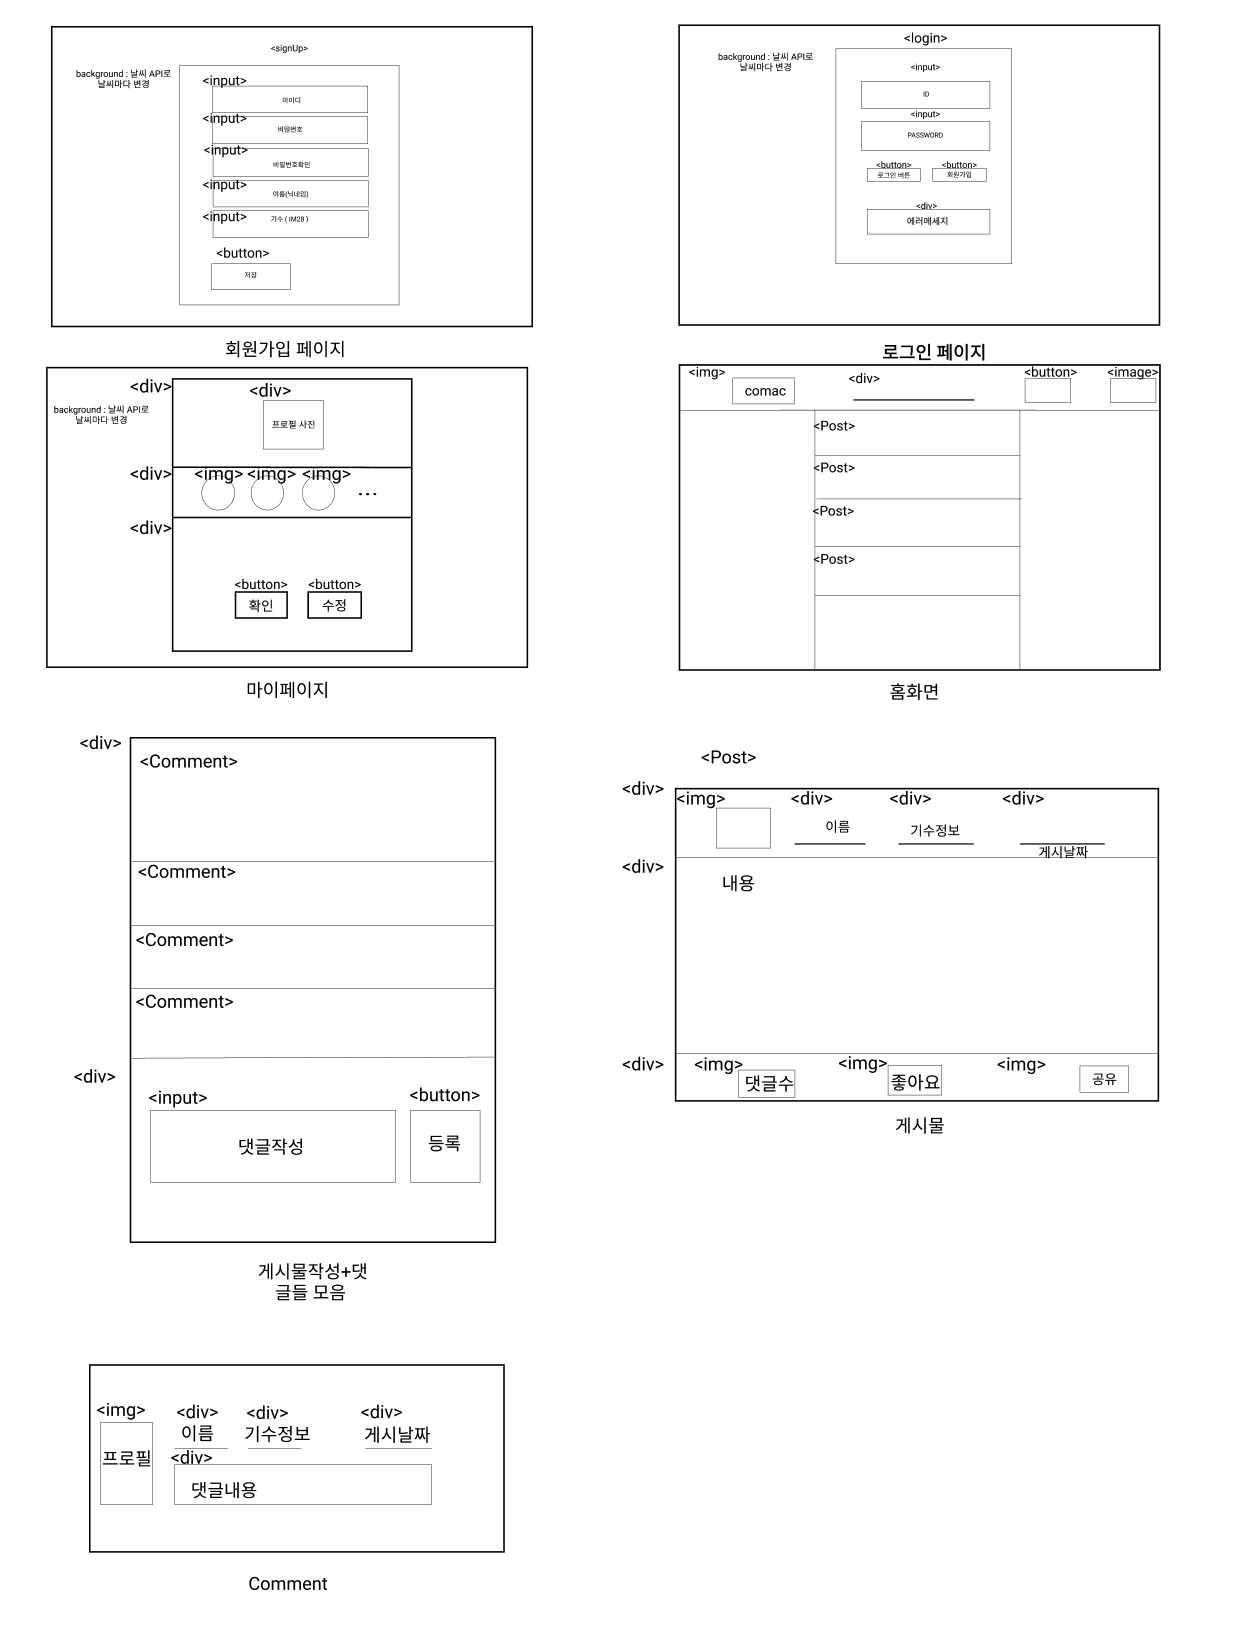 <signUp>
background : 날씨 API로
날씨마다 변경
<input>
아이디
<input>
비밀번호
<input>
비밀번호확인
<input>
이름(닉네임)
<input>
기수 ( IM28 )
<button>
저장
회원가입 페이지
<login>
background : 날씨 API로
날씨마다 변경
<input>
ID
<input>
PASSWORD
<button> <button>
로그인 버튼 회원가입
<div>
에러메세지
로그인 페이지
<div>
<div>
background : 날씨 API로
날씨마다 변경
프로필 사진
<div>
<img> <img> <img>
...
<div>
<button> <button>
확인 수정
마이페이지
<img> <div> <button> <image>
comac
<Post>
<Post>
<Post>
<Post>
홈화면
<div>
<Comment>
<Comment>
<Comment>
<Comment>
<div>
<input> <button>
댓글작성 등록
게시물작성+댓
글들 모음
<Post>
<div>
<img> <div> <div> <div>
이름 기수정보 게시날짜
<div>
내용
<div>
<img> <img> <img>
댓글수 좋아요 공유
게시물
<img> <div> <div> <div>
이름 기수정보 게시날짜
프로필
<div>
댓글내용
Comment